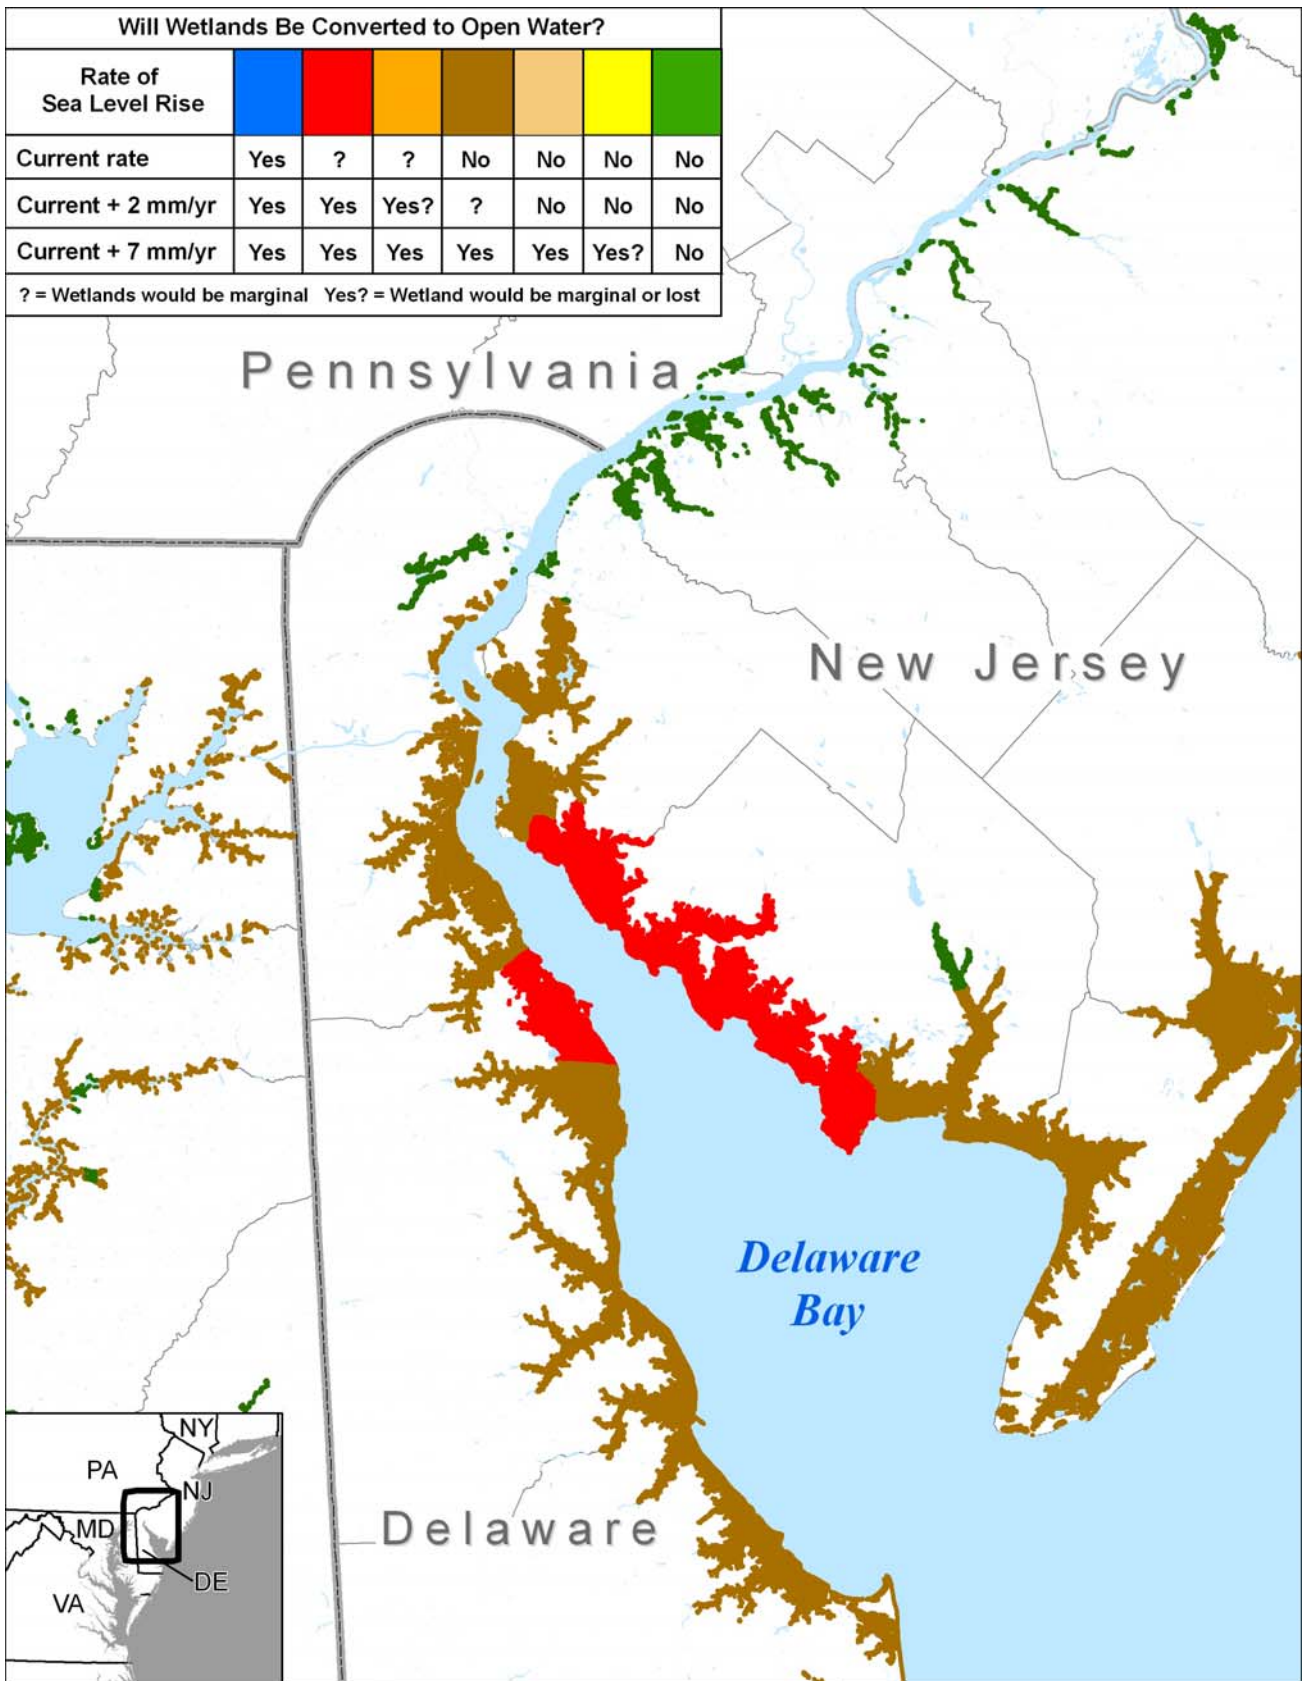 Will Wetlands Be Converted to Open Water?
Rate of
Sea Level Rise
Current rate Yes ? ? No No No No
Current + 2 mm/yr Yes Yes Yes? ? No No No
Current + 7 mm/yr Yes Yes Yes Yes Yes Yes? No
? = Wetlands would be marginal Yes? = Wetland would be marginal or lost
Pennsylvania
New Jersey
Delaware
Bay
Delaware
NY
PA
NJ
MD
DE
VA